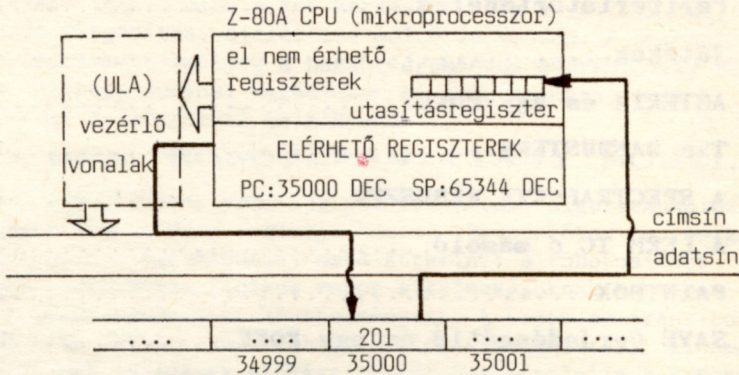 Z-80A CPU (mikroprocesszor)
el nem érhető
regiszterek
(ULA)
vezérlő
vonalak
utasításregiszter
ELÉRHETŐ REGISZTEREK
PC:35000 DEC SP:65344 DEC
címsín
adatsín
.... .... 201 .... ....
34999 35000 35001